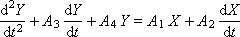 d²Y/dt² + A₃ dY/dt + A₄ Y = A₁ X + A₂ dX/dt